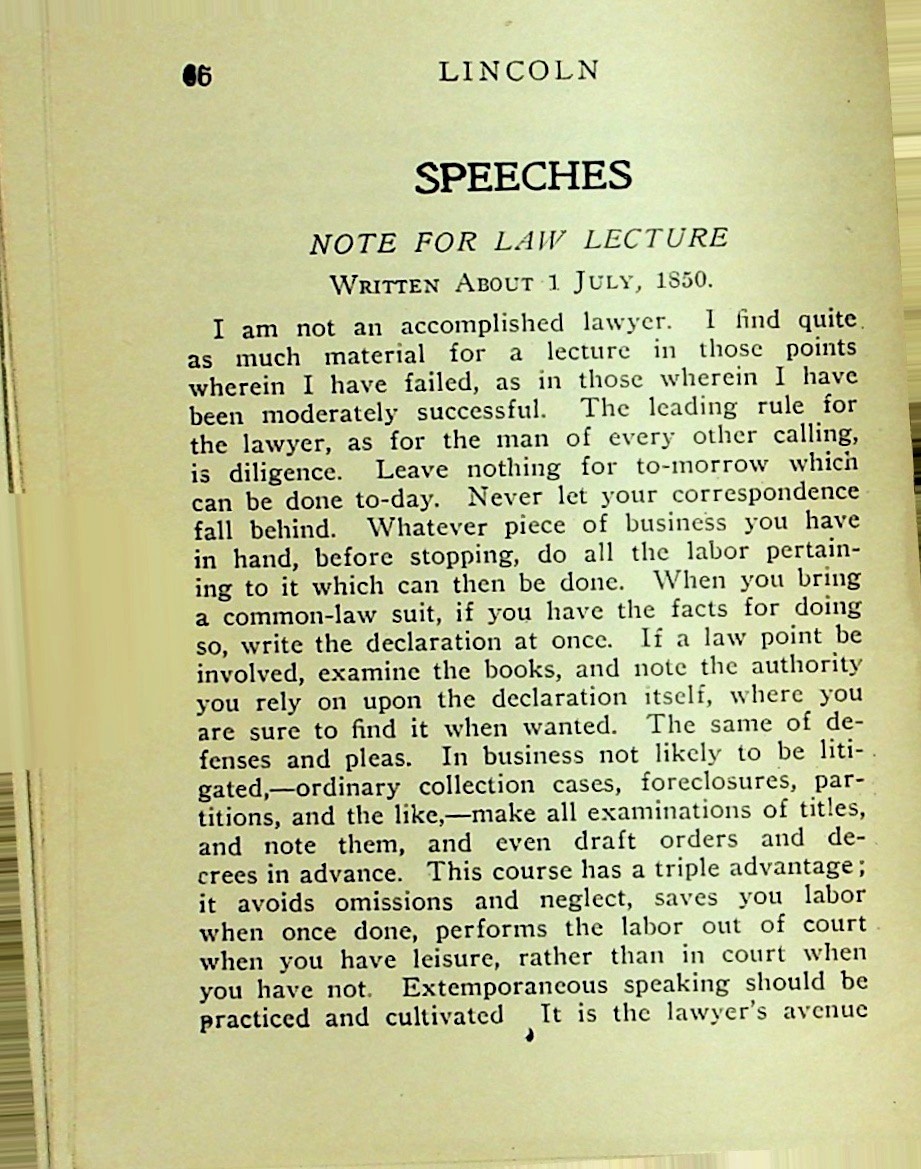 66 LINCOLN
SPEECHES
NOTE FOR LAW LECTURE
WRITTEN ABOUT 1 JULY, 1850.
I am not an accomplished lawyer. I find quite
as much material for a lecture in those points
wherein I have failed, as in those wherein I have
been moderately successful. The leading rule for
the lawyer, as for the man of every other calling,
is diligence. Leave nothing for to-morrow which
can be done to-day. Never let your correspondence
fall behind. Whatever piece of business you have
in hand, before stopping, do all the labor pertain-
ing to it which can then be done. When you bring
a common-law suit, if you have the facts for doing
so, write the declaration at once. If a law point be
involved, examine the books, and note the authority
you rely on upon the declaration itself, where you
are sure to find it when wanted. The same of de-
fenses and pleas. In business not likely to be liti-
gated,—ordinary collection cases, foreclosures, par-
titions, and the like,—make all examinations of titles,
and note them, and even draft orders and de-
crees in advance. This course has a triple advantage;
it avoids omissions and neglect, saves you labor
when once done, performs the labor out of court
when you have leisure, rather than in court when
you have not. Extemporaneous speaking should be
practiced and cultivated It is the lawyer's avenue